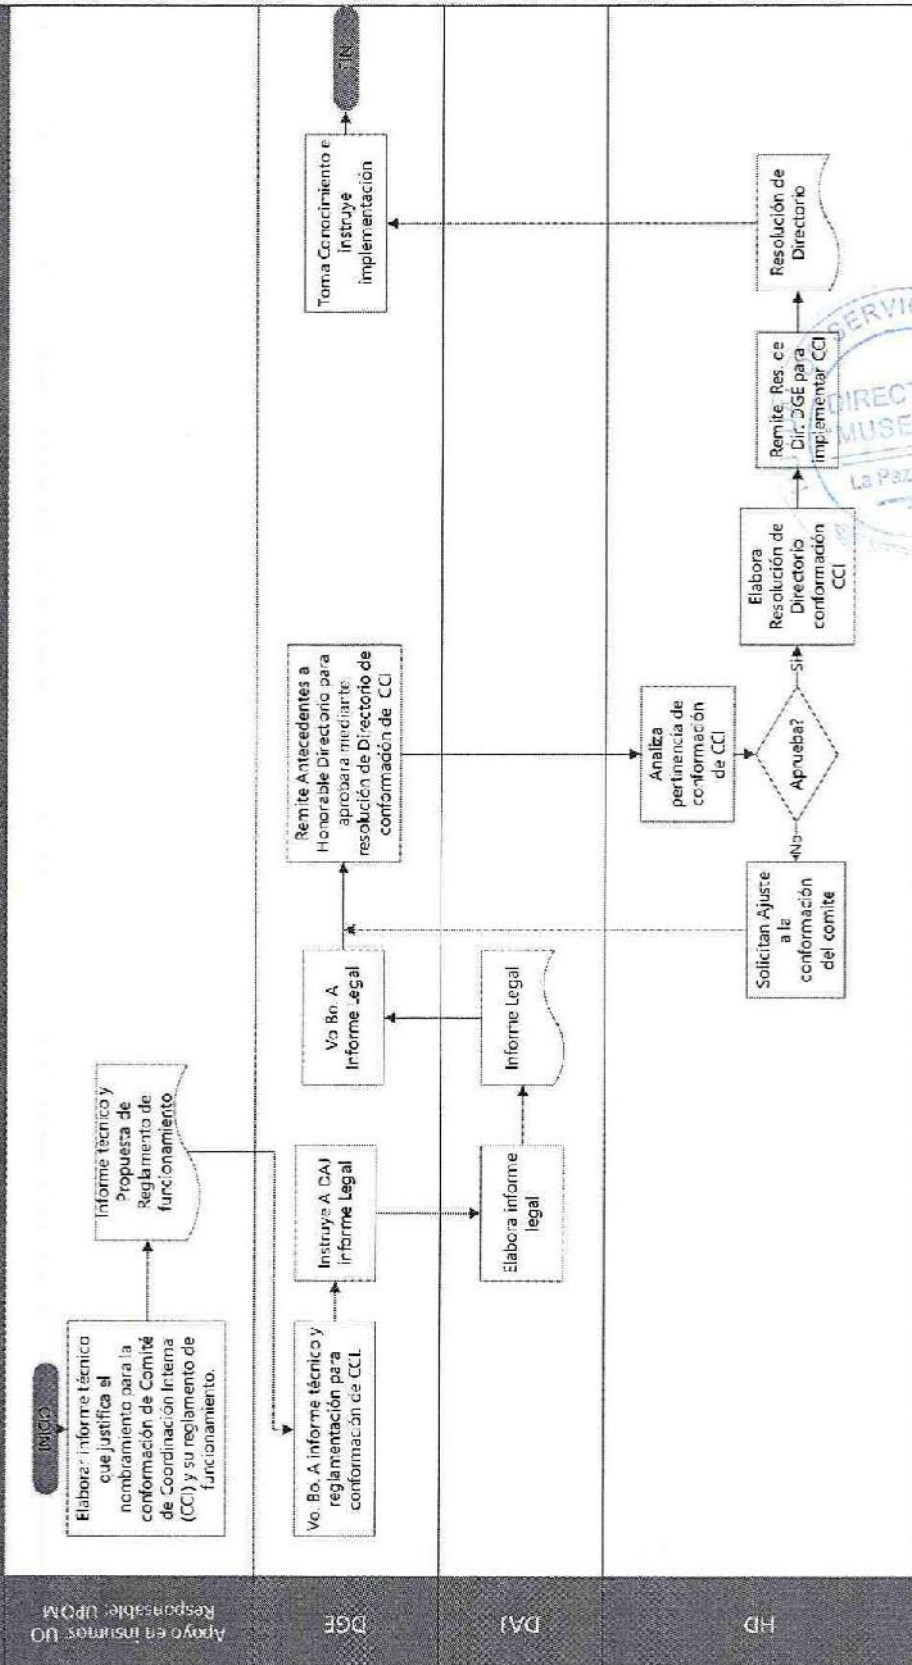 Apoyo en insumos: UO
Responsable: UPOM
INICIO
Elaborar informe técnico
que justifica el
nombramiento para la
conformación de Comité
de Coordinación Interna
(CCI) y su reglamento de
funcionamiento.
Informe técnico y
Propuesta de
Reglamento de
funcionamiento
DGE
Vo. Bo. A informe técnico y
reglamentación para
conformación de CCI.
Instruye A DAJ
informe Legal
Vo Bo. A
Informe Legal
Remite Antecedentes a
Honorable Directorio para
aprobara mediante
resolución de Directorio de
conformación de CCI
Toma Conocimiento e
instruye
implementación
FIN
DAJ
Elabora informe
legal
Informe Legal
HD
Solicitan Ajuste
a la
conformación
del comite
No
Analiza
pertinencia de
conformación
de CCI
Aprueba?
Si
Elabora
Resolución de
Directorio
conformación
CCI
Remite. Res. de
Dir. DGE para
implementar CCI
Resolución de
Directorio
SERVI
DIRECT
MUSE
La Paz